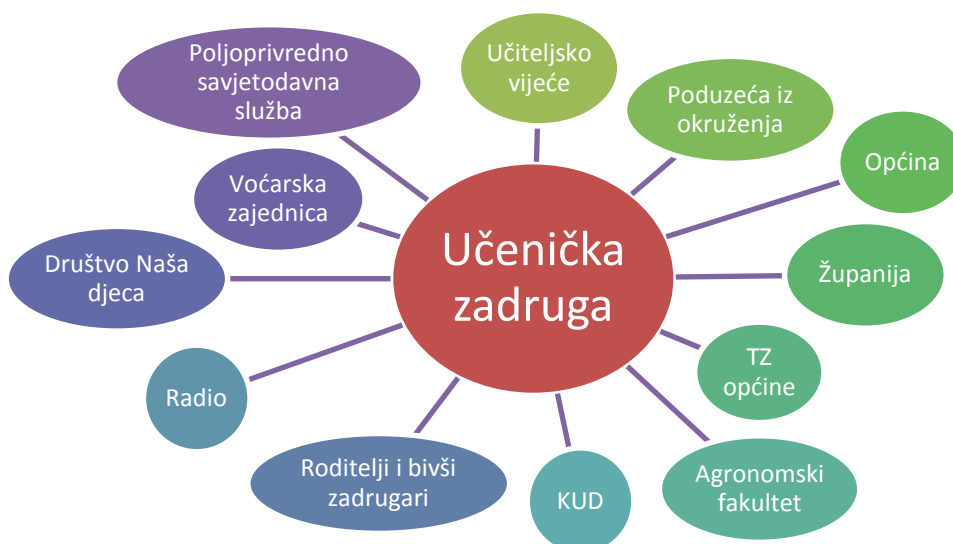 Poljoprivredno
savjetodavna
služba
Učiteljsko
vijeće
Poduzeća iz
okruženja
Općina
Voćarska
zajednica
Učenička
zadruga
Društvo Naša
djeca
Županija
TZ
općine
Radio
Roditelji i bivši
zadrugari
KUD
Agronomski
fakultet